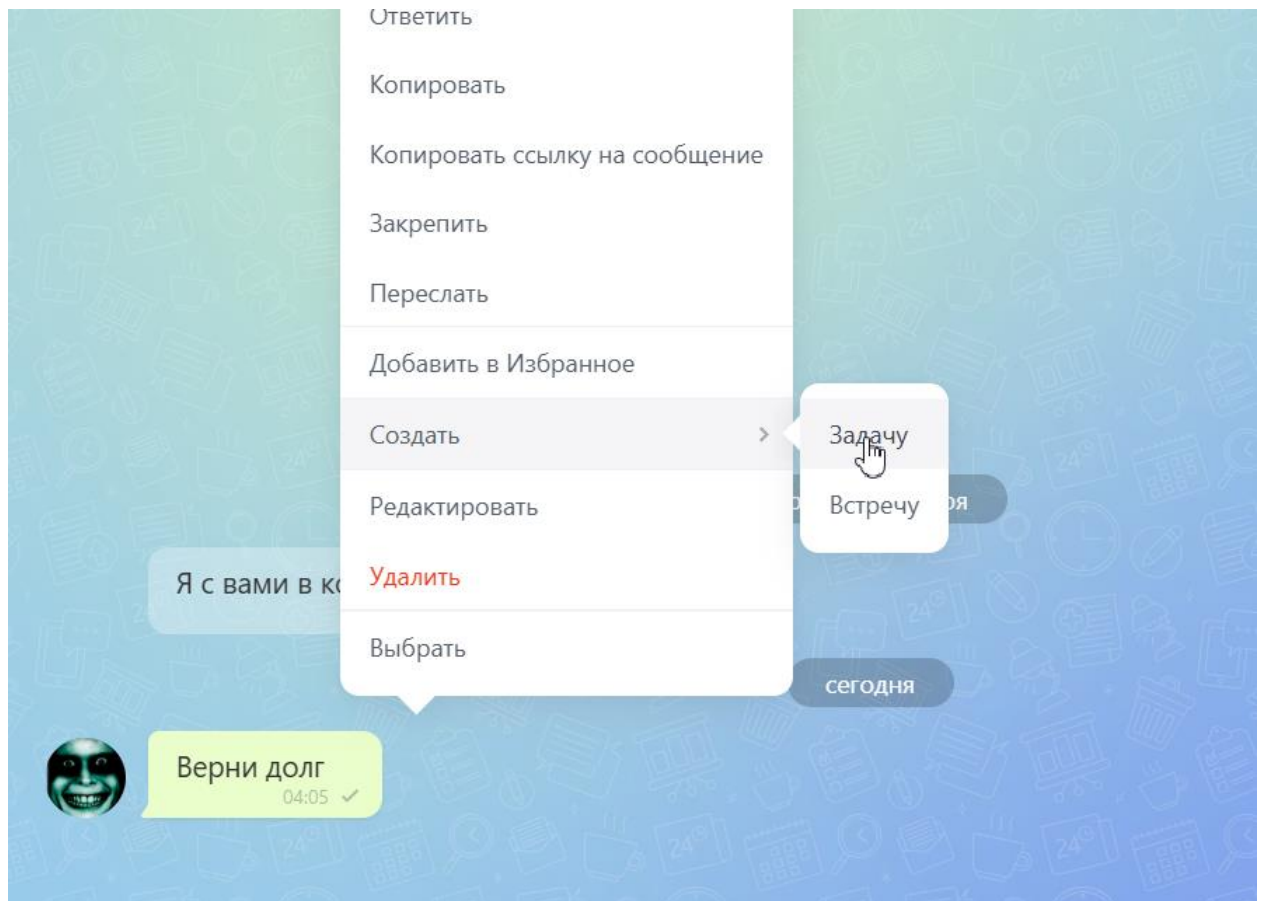 Ответить
Копировать
Копировать ссылку на сообщение
Закрепить
Переслать
Добавить в Избранное
Создать
Задачу
Редактировать
Встречу
Я с вами в
Удалить
Выбрать
сегодня
Верни долг
04:05